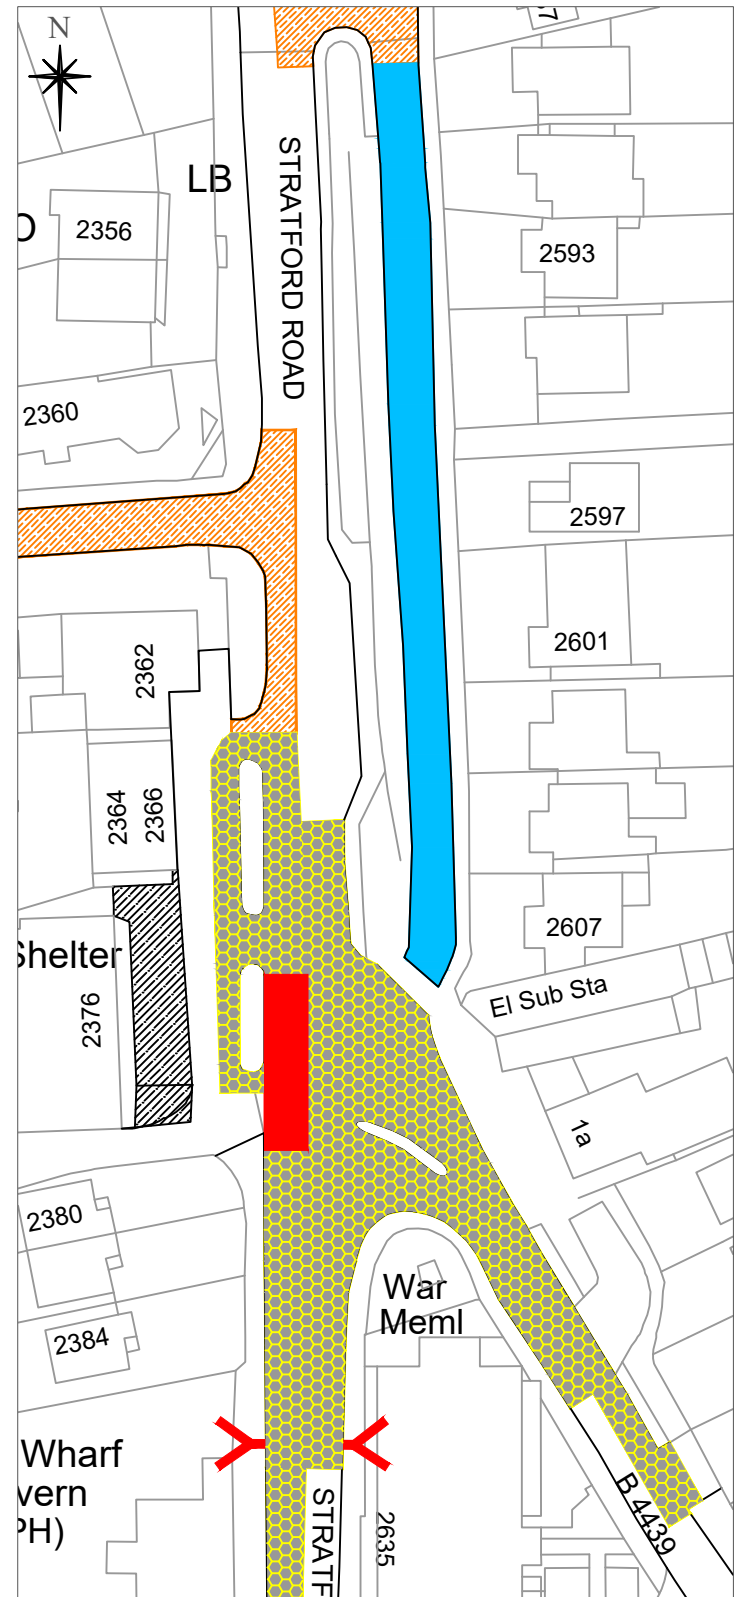 N
LB
STRATFORD ROAD
2356
2593
2360
2597
2362
2601
2364
2366
Shelter
2376
2607
El Sub Sta
1a
2380
War
Meml
2384
Wharf
vern
PH)
STRATF
2635
B 4439